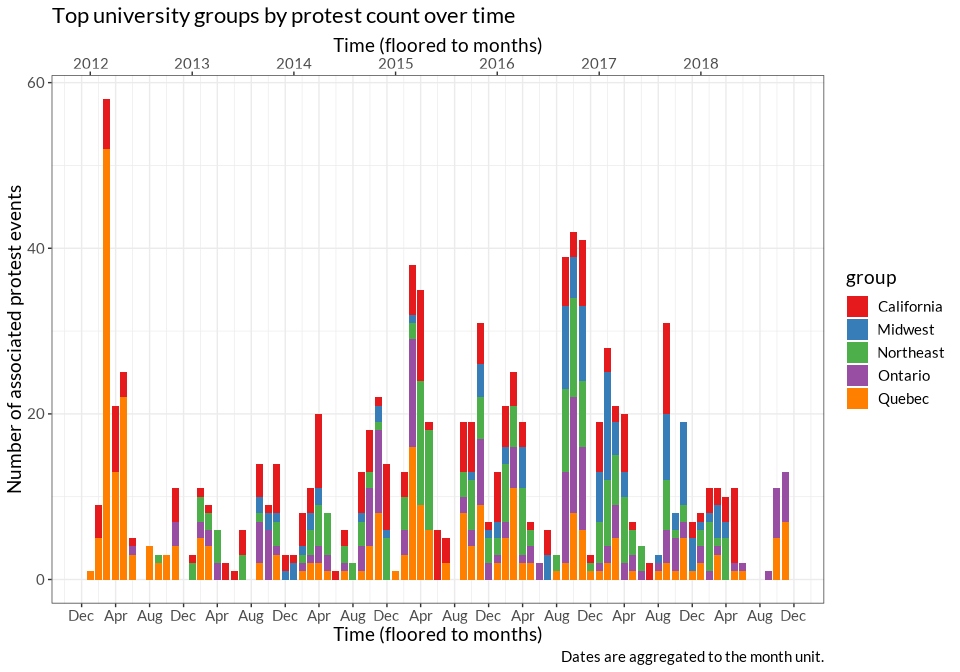 Top university groups by protest count over time
Time (floored to months)
2012 2013 2014 2015 2016 2017 2018
60
40
20
0
Number of associated protest events
Dec Apr Aug Dec Apr Aug Dec Apr Aug Dec Apr Aug Dec Apr Aug Dec Apr Aug Dec Apr Aug Dec
Time (floored to months)
Dates are aggregated to the month unit.
group
California
Midwest
Northeast
Ontario
Quebec